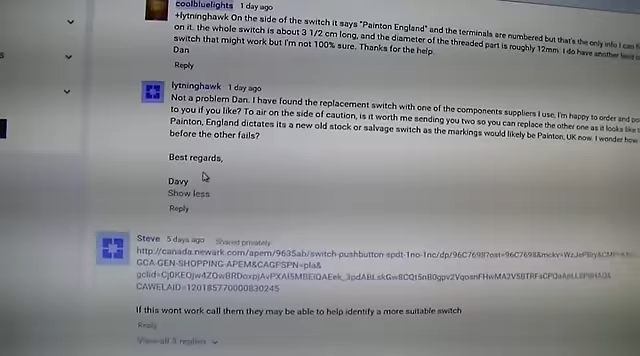 coolbluelights 1 day ago
+lytninghawk On the side of the switch it says "Painton England" and the terminals are numbered but that's the only info I can
on it. the whole switch is about 3 1/2 cm long, and the diameter of the threaded part is roughly 12mm. I do have another
switch that might work but I'm not 100% sure. Thanks for the help.
Dan
Reply
lytninghawk 1 day ago
Not a problem Dan. I have found the replacement switch with one of the components suppliers I use, I'm happy to order and
to you if you like? To air on the side of caution, is it worth me sending you two so you can replace the other one as it looks like
Painton, England dictates its a new old stock or salvage switch as the markings would likely be Painton, UK now. I wonder how
before the other fails?
Best regards,
Davy
Show less
Reply
Steve 5 days ago Shared privately
http://canada.newark.com/apem/9635ab/switch-pushbutton-spdt-1no-1nc/dp/96C7698?ost=96C7698&mckv=
GCA-GEN-SHOPPING-APEM&CAGPSPN=pla&
CAWELAID=120185770000830245
If this wont work call them they may be able to help identify a more suitable switch
Reply
View all 3 replies